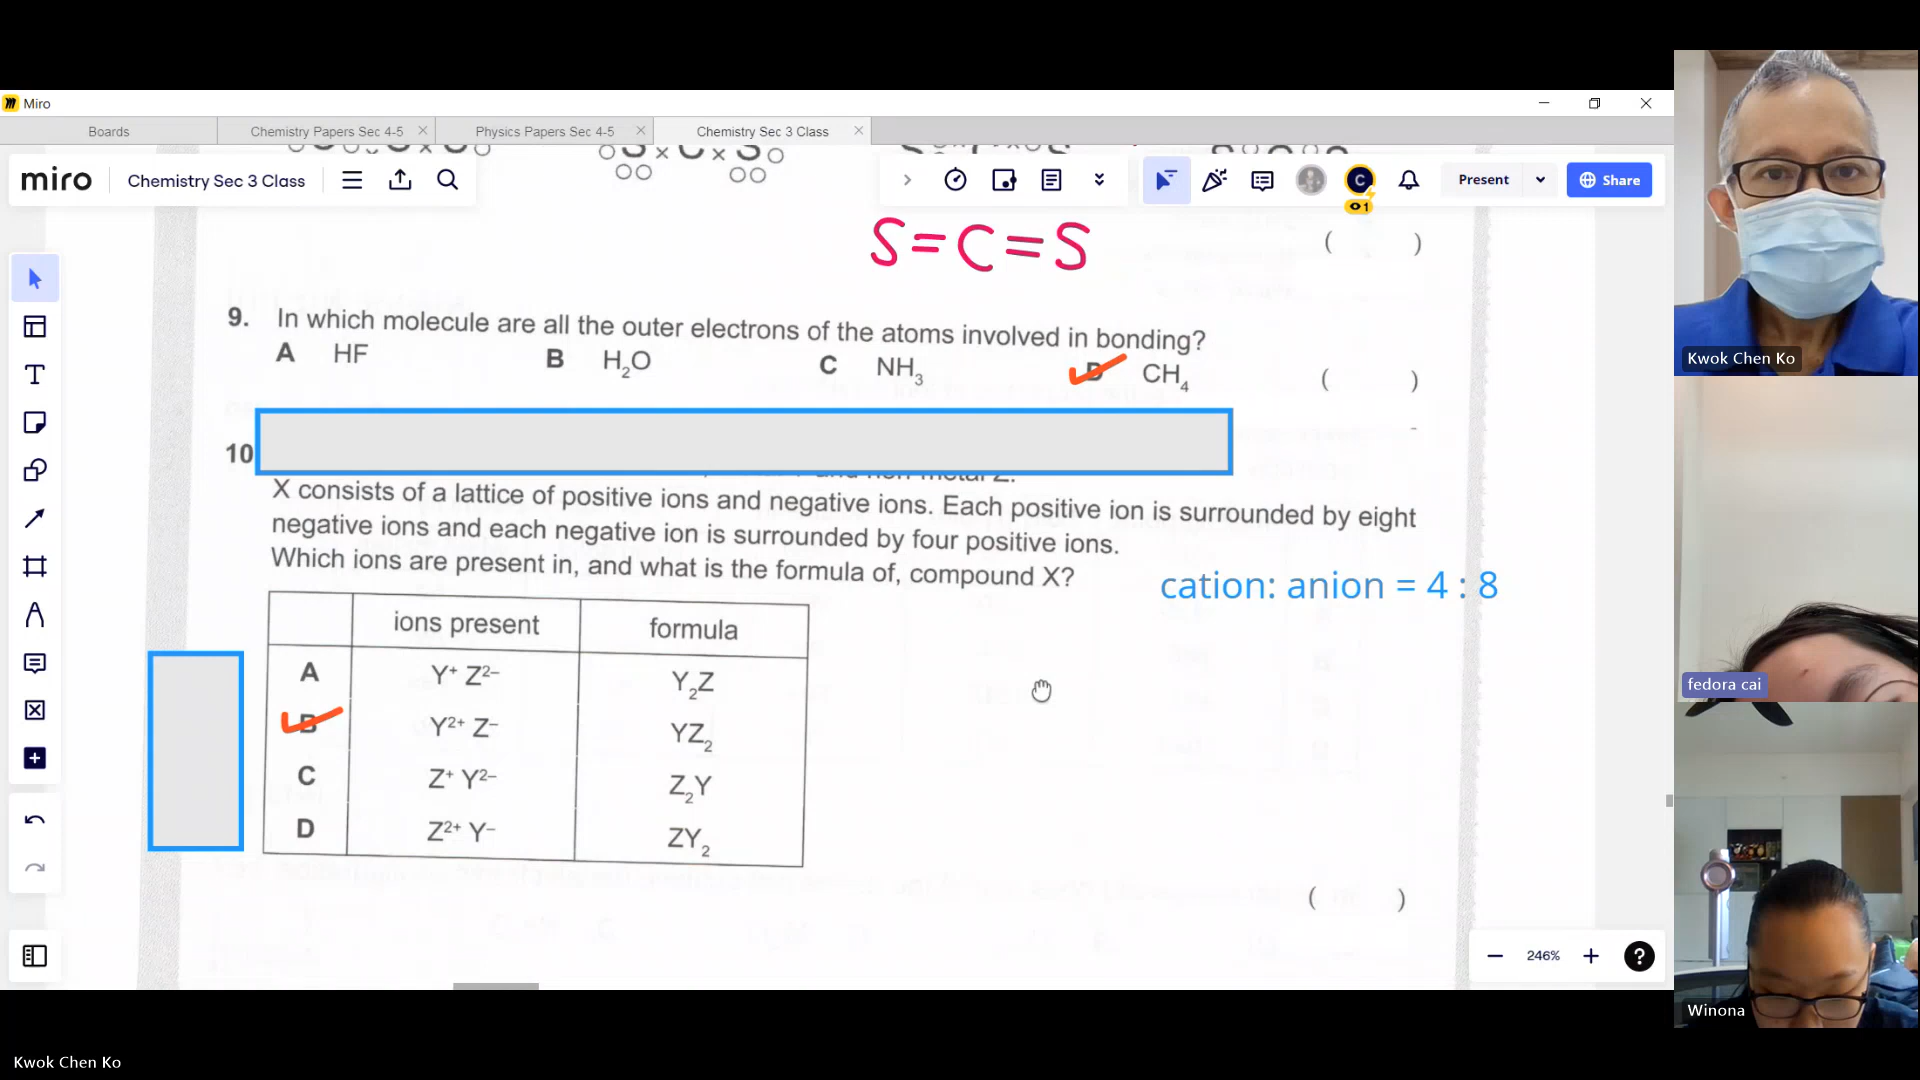 Miro
Boards
Chemistry Papers Sec 4-5
Physics Papers Sec 4-5
Chemistry Sec 3 Class
miro
Chemistry Sec 3 Class
Present
Share
C
1
S=C=S
( )
9. In which molecule are all the outer electrons of the atoms involved in bonding?
A HF B H₂O C NH₃ D CH₄ ( )
10
and non-metal Z.
X consists of a lattice of positive ions and negative ions. Each positive ion is surrounded by eight
negative ions and each negative ion is surrounded by four positive ions.
Which ions are present in, and what is the formula of, compound X?
cation: anion = 4 : 8
ions present formula
A Y⁺ Z²⁻ Y₂Z
B Y²⁺ Z⁻ YZ₂
C Z⁺ Y²⁻ Z₂Y
D Z²⁺ Y⁻ ZY₂
( )
246%
?
Kwok Chen Ko
fedora cai
Winona
Kwok Chen Ko